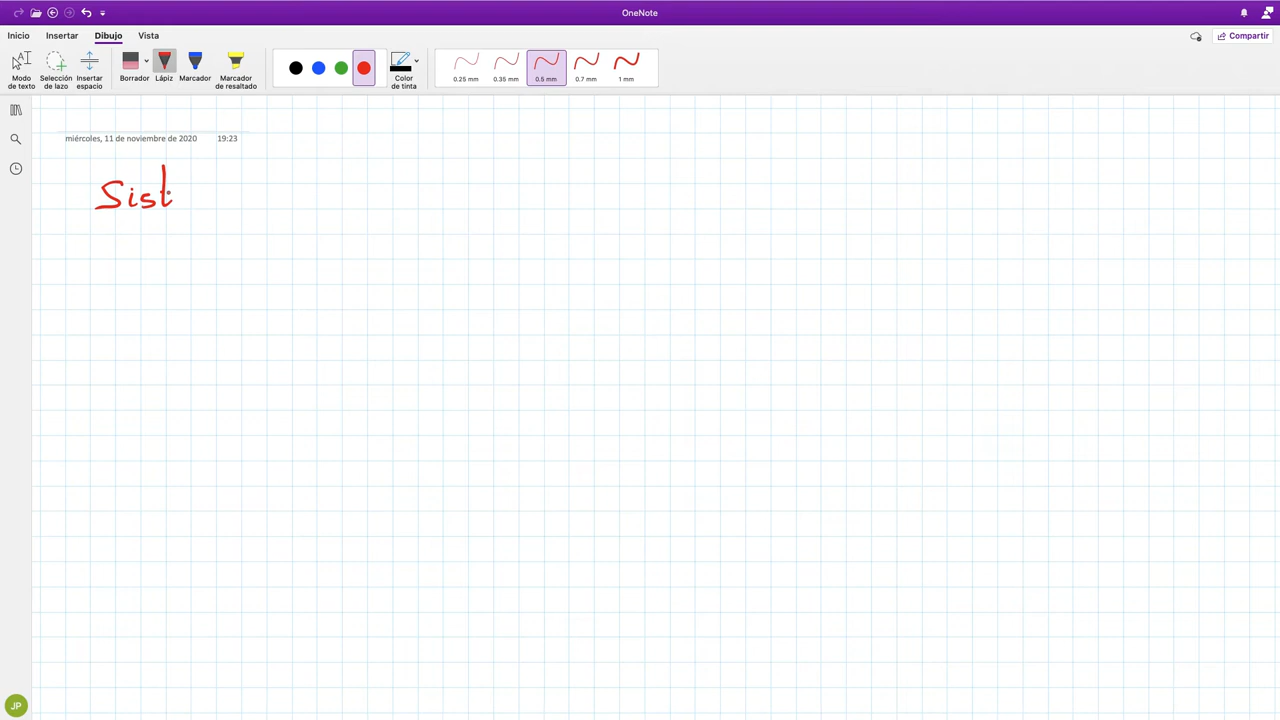 OneNote
Inicio Insertar Dibujo Vista
Compartir
Modo de texto
Selección de lazo
Insertar espacio
Borrador
Lápiz
Marcador
Marcador de resaltado
Color de tinta
0.25 mm
0.35 mm
0.5 mm
0.7 mm
1 mm
miércoles, 11 de noviembre de 2020 19:23
Sist
JP